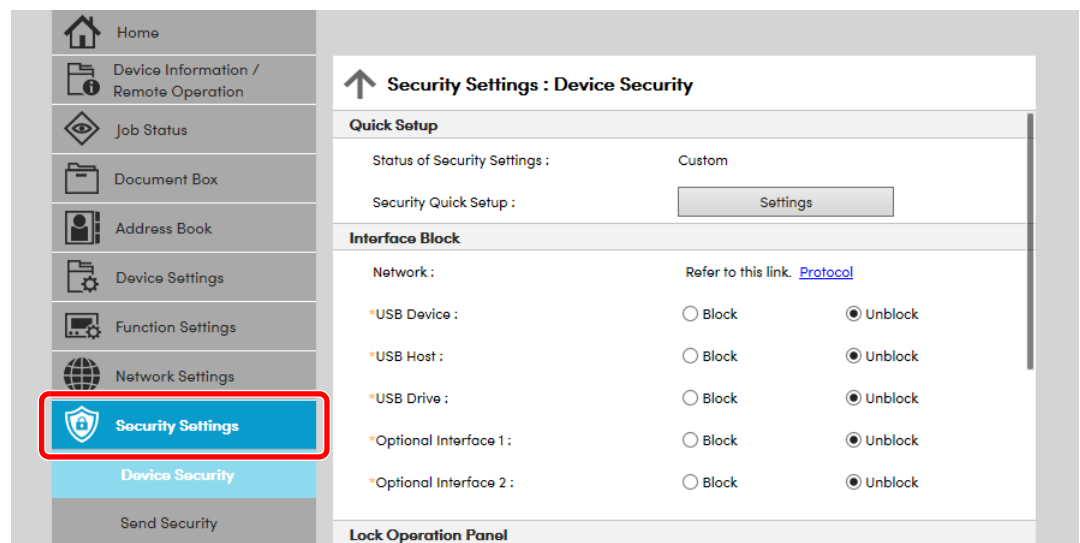 Home
Device Information /
Remote Operation
Job Status
Document Box
Address Book
Device Settings
Function Settings
Network Settings
Security Settings
Device Security
Send Security
Security Settings : Device Security
Quick Setup
Status of Security Settings : Custom
Security Quick Setup : Settings
Interface Block
Network : Refer to this link. Protocol
*USB Device : Block Unblock
*USB Host : Block Unblock
*USB Drive : Block Unblock
*Optional Interface 1 : Block Unblock
*Optional Interface 2 : Block Unblock
Lock Operation Panel